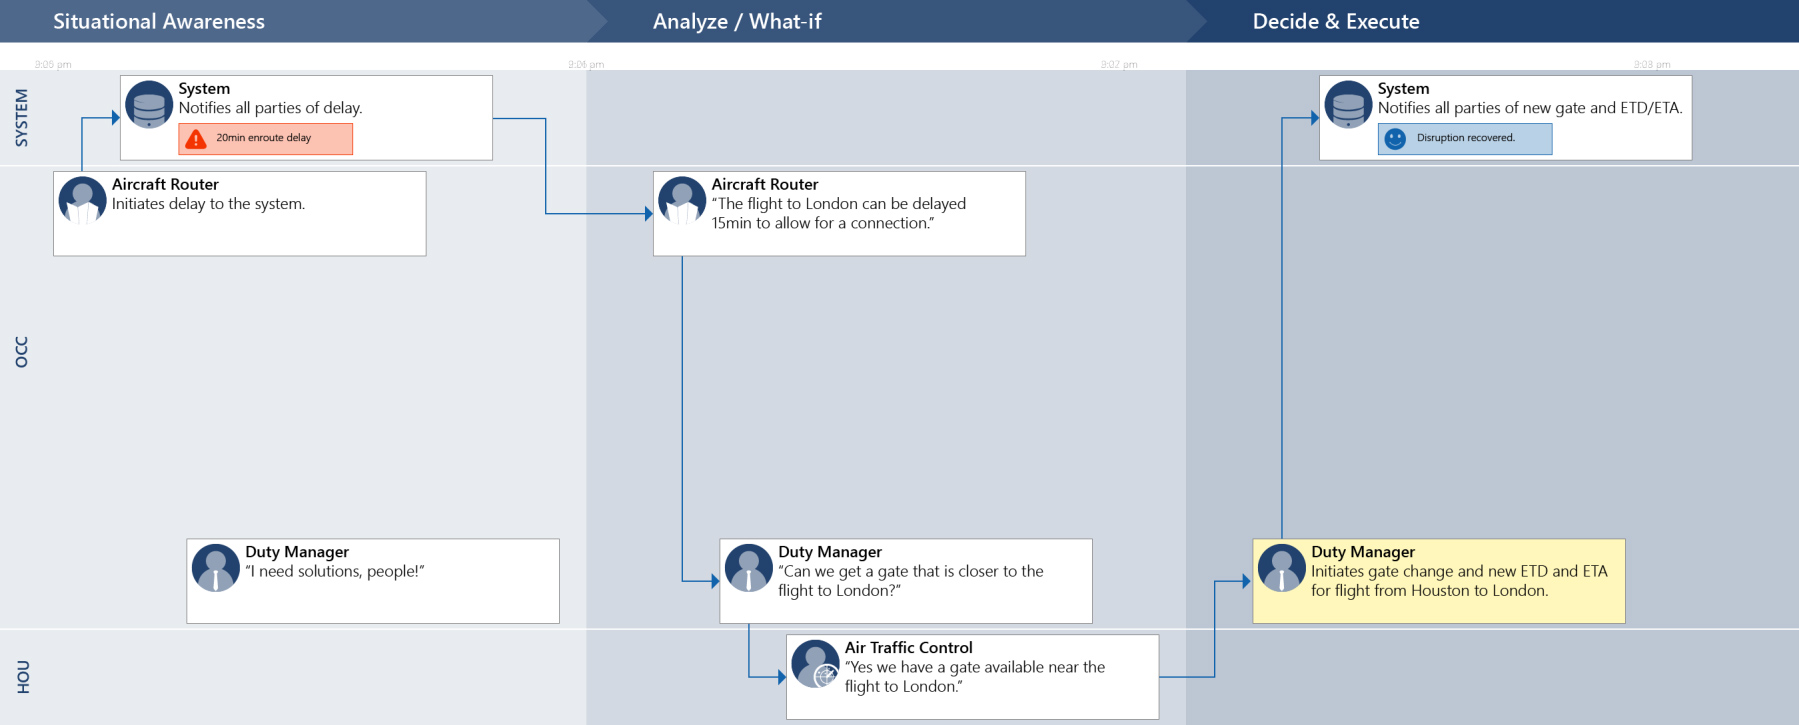 Situational Awareness
Analyze / What-if
Decide & Execute
3:05 pm
3:06 pm
3:07 pm
3:08 pm
SYSTEM
System
Notifies all parties of delay.
20min enroute delay
System
Notifies all parties of new gate and ETD/ETA.
Disruption recovered.
OCC
Aircraft Router
Initiates delay to the system.
Aircraft Router
“The flight to London can be delayed
15min to allow for a connection.”
Duty Manager
“I need solutions, people!”
Duty Manager
“Can we get a gate that is closer to the
flight to London?”
Duty Manager
Initiates gate change and new ETD and ETA
for flight from Houston to London.
HOU
Air Traffic Control
“Yes we have a gate available near the
flight to London.”